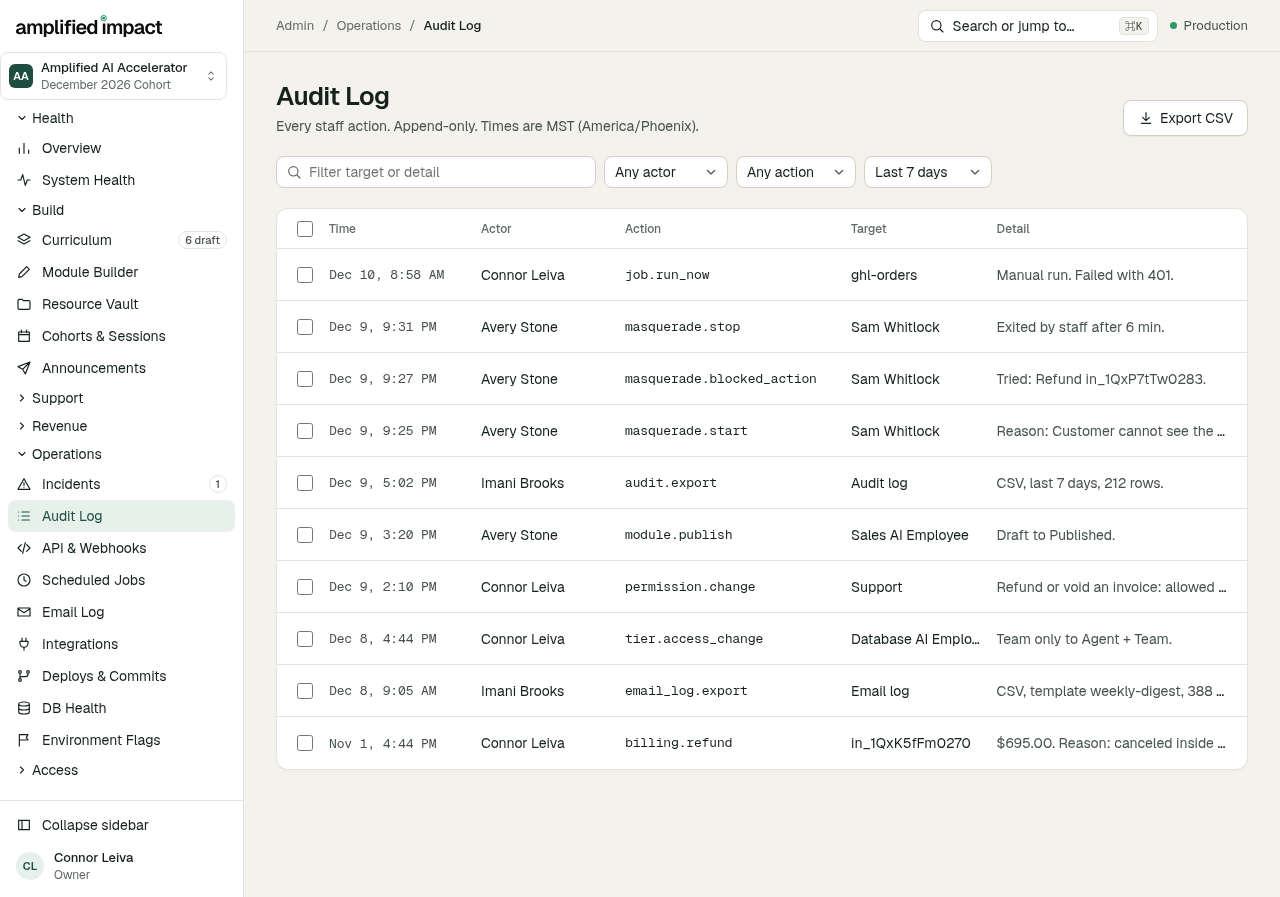 amplified impact
Admin / Operations / Audit Log
Search or jump to… ⌘K
Production
AA
Amplified AI Accelerator
December 2026 Cohort
Health
Overview
System Health
Build
Curriculum 6 draft
Module Builder
Resource Vault
Cohorts & Sessions
Announcements
Support
Revenue
Operations
Incidents 1
Audit Log
API & Webhooks
Scheduled Jobs
Email Log
Integrations
Deploys & Commits
DB Health
Environment Flags
Access
Collapse sidebar
CL
Connor Leiva
Owner
Audit Log
Every staff action. Append-only. Times are MST (America/Phoenix).
Export CSV
Filter target or detail
Any actor
Any action
Last 7 days
Time Actor Action Target Detail
Dec 10, 8:58 AM Connor Leiva job.run_now ghl-orders Manual run. Failed with 401.
Dec 9, 9:31 PM Avery Stone masquerade.stop Sam Whitlock Exited by staff after 6 min.
Dec 9, 9:27 PM Avery Stone masquerade.blocked_action Sam Whitlock Tried: Refund in_1QxP7tTw0283.
Dec 9, 9:25 PM Avery Stone masquerade.start Sam Whitlock Reason: Customer cannot see the …
Dec 9, 5:02 PM Imani Brooks audit.export Audit log CSV, last 7 days, 212 rows.
Dec 9, 3:20 PM Avery Stone module.publish Sales AI Employee Draft to Published.
Dec 9, 2:10 PM Connor Leiva permission.change Support Refund or void an invoice: allowed …
Dec 8, 4:44 PM Connor Leiva tier.access_change Database AI Emplo… Team only to Agent + Team.
Dec 8, 9:05 AM Imani Brooks email_log.export Email log CSV, template weekly-digest, 388 …
Nov 1, 4:44 PM Connor Leiva billing.refund in_1QxK5fFm0270 $695.00. Reason: canceled inside …